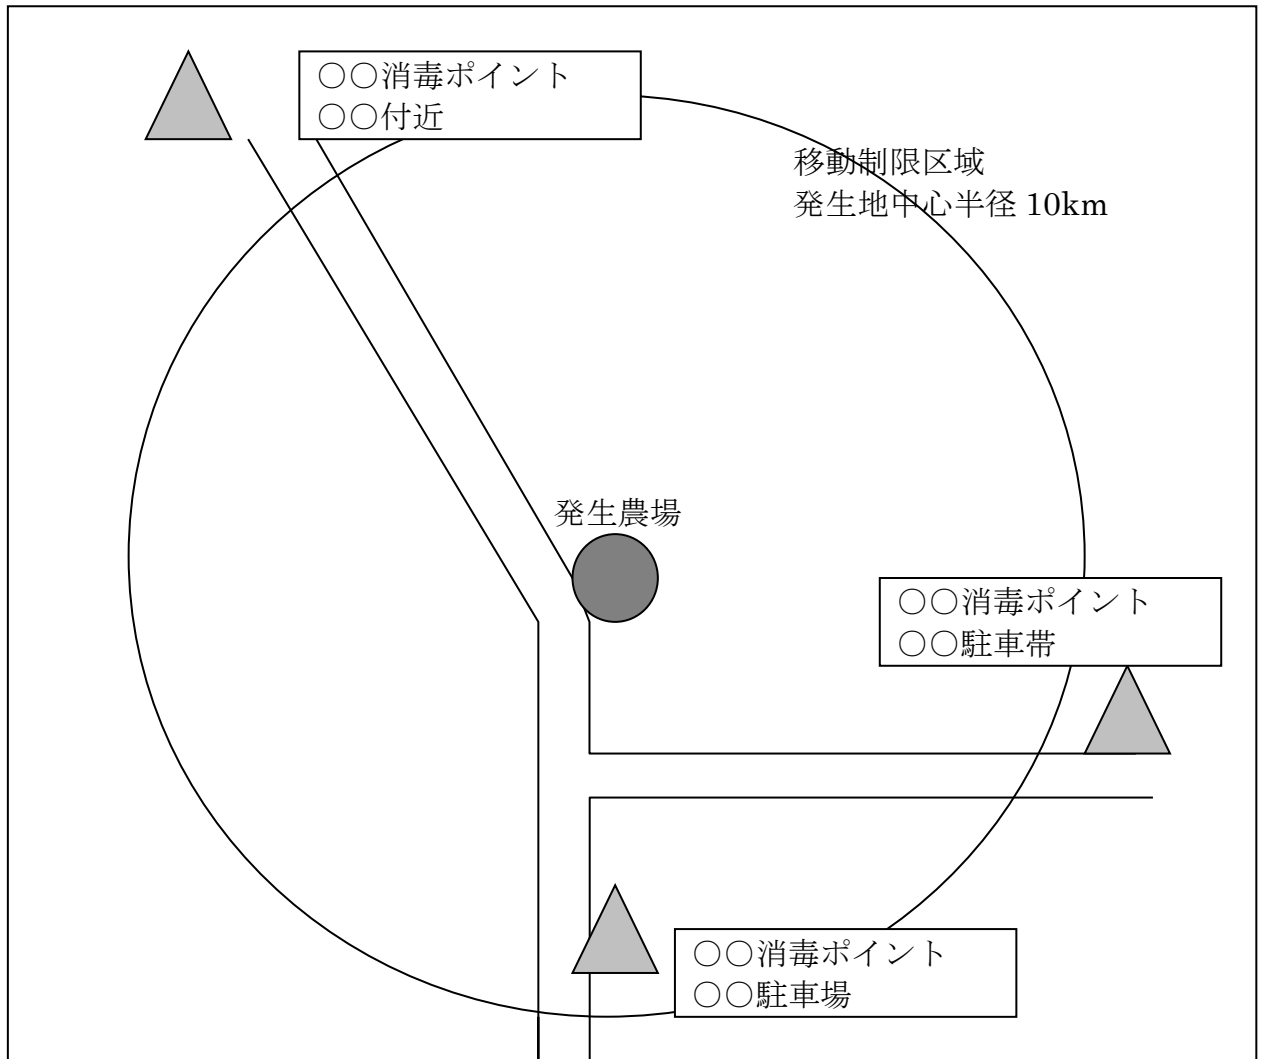 ○○消毒ポイント
○○付近
移動制限区域
発生地中心半径 10km
発生農場
○○消毒ポイント
○○駐車帯
○○消毒ポイント
○○駐車場